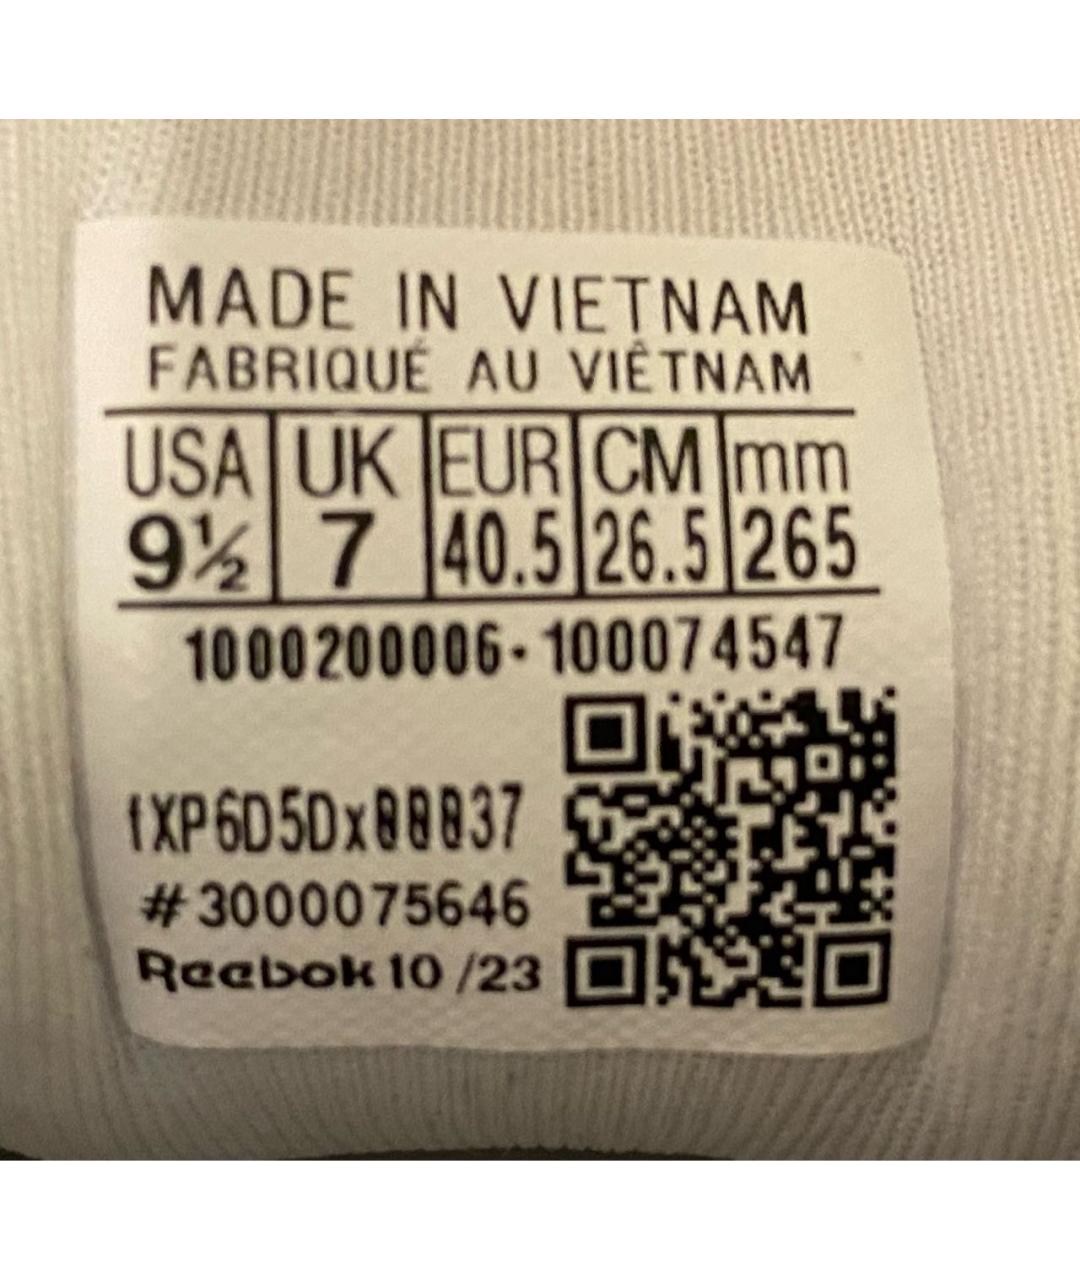 MADE IN VIETNAM
FABRIQUÉ AU VIÊTNAM
USA UK EUR CM mm
9½ 7 40.5 26.5 265
1000200006 · 100074547
#3000075646
Reebok 10 /23